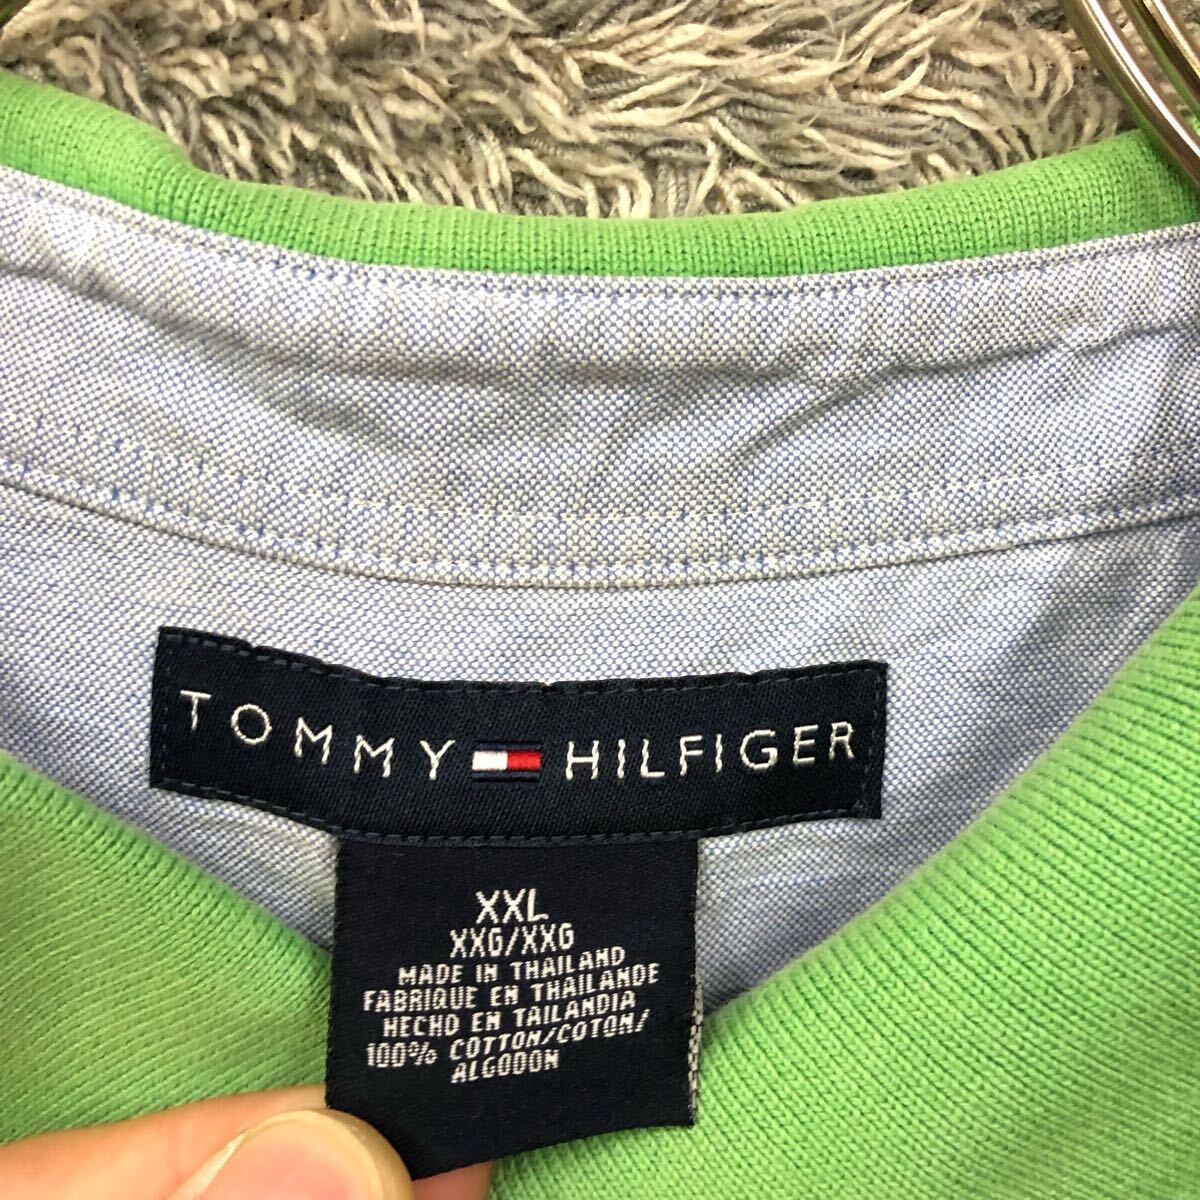 TOMMY HILFIGER
XXL
XXG/XXG
MADE IN THAILAND
FABRIQUE EN THAILANDE
HECHO EN TAILANDIA
100% COTTON/COTON/
ALGODON